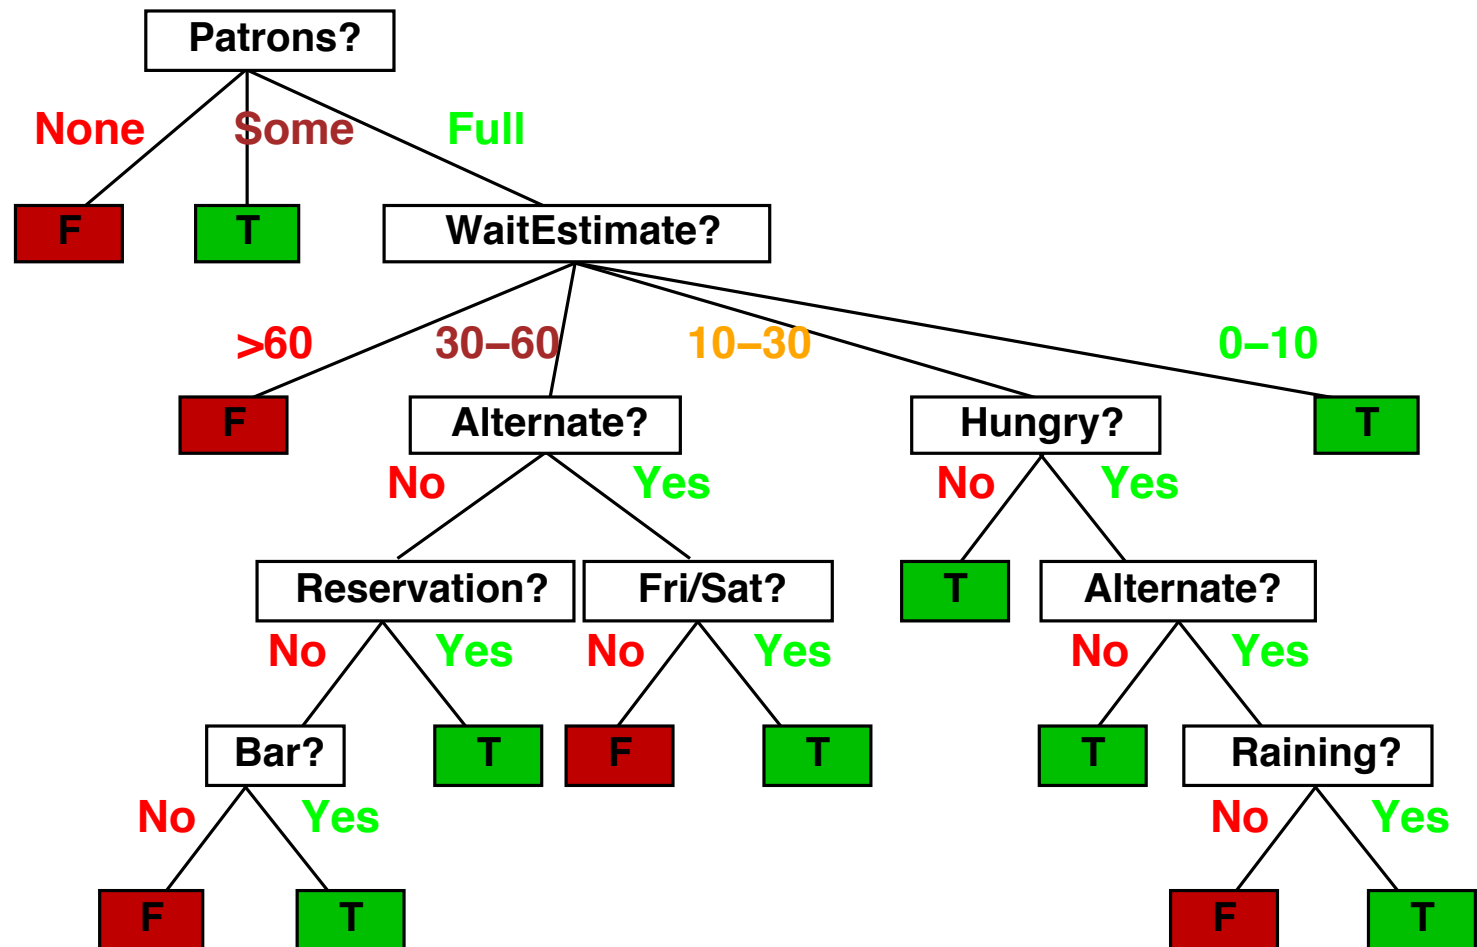 Patrons?
None Some Full
F T WaitEstimate?
>60 30–60 10–30 0–10
F Alternate? Hungry? T
No Yes No Yes
Reservation? Fri/Sat? T Alternate?
No Yes No Yes No Yes
Bar? T F T T Raining?
No Yes No Yes
F T F T